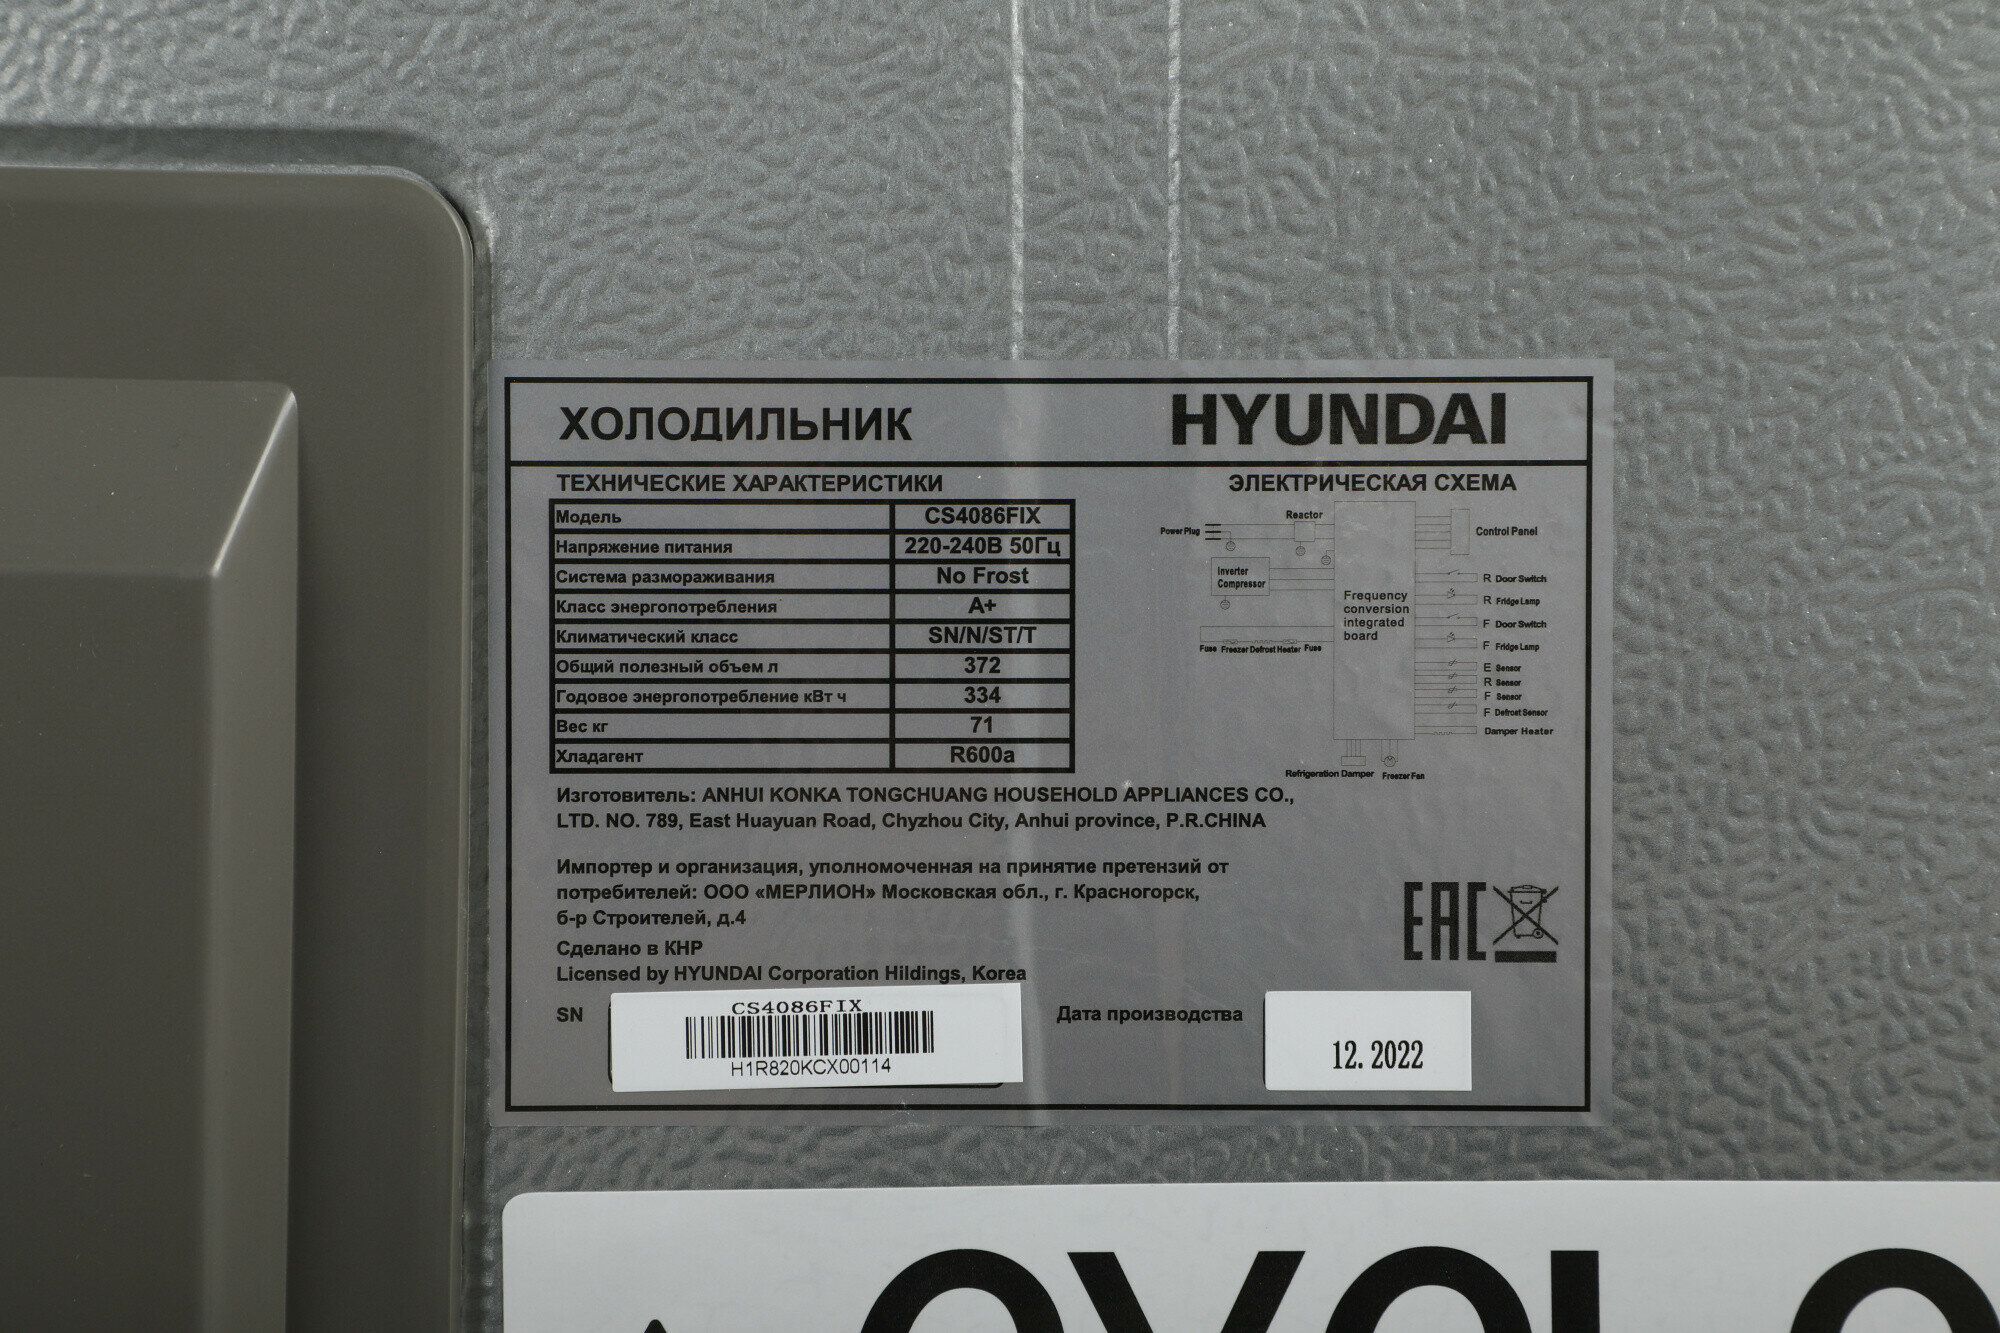 ХОЛОДИЛЬНИК
HYUNDAI
ТЕХНИЧЕСКИЕ ХАРАКТЕРИСТИКИ
Модель CS4086FIX
Напряжение питания 220-240В 50Гц
Система размораживания No Frost
Класс энергопотребления A+
Климатический класс SN/N/ST/T
Общий полезный объем л 372
Годовое энергопотребление кВт ч 334
Вес кг 71
Хладагент R600a
ЭЛЕКТРИЧЕСКАЯ СХЕМА
Reactor
Power Plug
Control Panel
Inverter
Compressor
Frequency
conversion
integrated
board
R Door Switch
R Fridge Lamp
F Door Switch
F Fridge Lamp
Fuse Freezer Defrost Heater Fuse
E Sensor
R Sensor
F Sensor
F Defrost Sensor
Damper Heater
Refrigeration Damper Freezer Fan
Изготовитель: ANHUI KONKA TONGCHUANG HOUSEHOLD APPLIANCES CO.,
LTD. NO. 789, East Huayuan Road, Chyzhou City, Anhui province, P.R.CHINA
Импортер и организация, уполномоченная на принятие претензий от
потребителей: ООО «МЕРЛИОН» Московская обл., г. Красногорск,
б-р Строителей, д.4
Сделано в КНР
Licensed by HYUNDAI Corporation Hildings, Korea
EAC
SN
CS4086FIX
H1R820KCX00114
Дата производства
12.2022